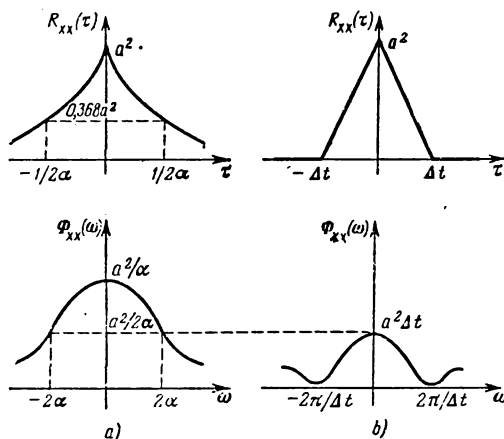 R_xx(τ)
a²
0,368a²
-1/2α
1/2α
τ
R_xx(τ)
a²
-Δt
Δt
τ
Φ_xx(ω)
a²/α
a²/2α
-2α
2α
ω
a)
Φ_xx(ω)
a²Δt
-2π/Δt
2π/Δt
ω
b)